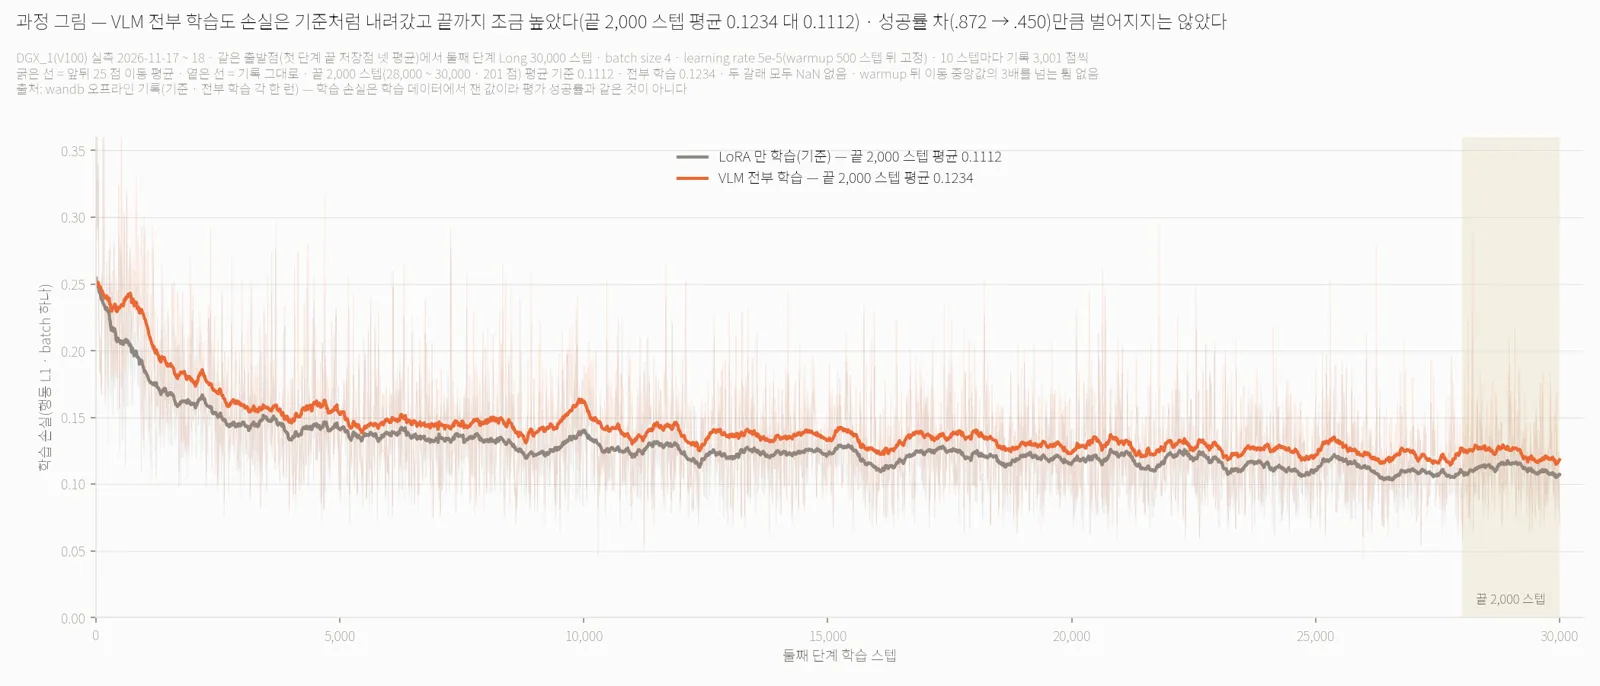 과정 그림 — VLM 전부 학습도 손실은 기준처럼 내려갔고 끝까지 조금 높았다(끝 2,000 스텝 평균 0.1234 대 0.1112) · 성공률 차(.872 → .450)만큼 벌어지지는 않았다
DGX_1(V100) 실측 2026-11-17 ~ 18 · 같은 출발점(첫 단계 끝 저장점 넷 평균)에서 둘째 단계 Long 30,000 스텝 · batch size 4 · learning rate 5e-5(warmup 500 스텝 뒤 고정) · 10 스텝마다 기록 3,001 점씩
굵은 선 = 앞뒤 25 점 이동 평균 · 옅은 선 = 기록 그대로 · 끝 2,000 스텝(28,000 ~ 30,000 · 201 점) 평균 기준 0.1112 · 전부 학습 0.1234 · 두 갈래 모두 NaN 없음 · warmup 뒤 이동 중앙값의 3배를 넘는 튐 없음
출처: wandb 오프라인 기록(기준 · 전부 학습 각 한 런) — 학습 손실은 학습 데이터에서 잰 값이라 평가 성공률과 같은 것이 아니다
LoRA 만 학습(기준) — 끝 2,000 스텝 평균 0.1112
VLM 전부 학습 — 끝 2,000 스텝 평균 0.1234
학습 손실(행동 L1 · batch 하나)
0.35
0.30
0.25
0.20
0.15
0.10
0.05
0.00
끝 2,000 스텝
0
5,000
10,000
15,000
20,000
25,000
30,000
둘째 단계 학습 스텝